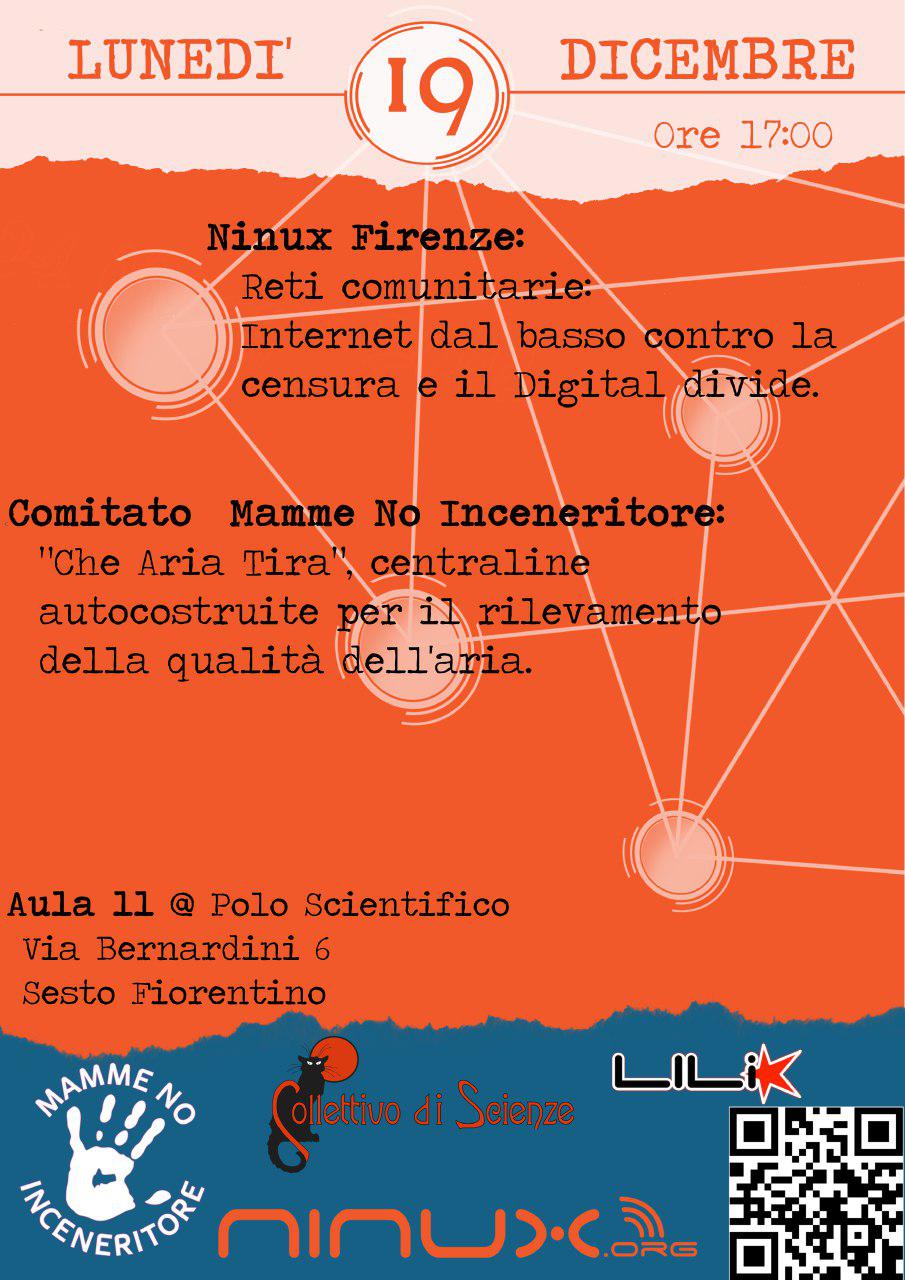 LUNEDI' 19 DICEMBRE
Ore 17:00
Ninux Firenze:
Reti comunitarie:
Internet dal basso contro la
censura e il Digital divide.
Comitato Mamme No Inceneritore:
"Che Aria Tira", centraline
autocostruite per il rilevamento
della qualità dell'aria.
Aula 11 @ Polo Scientifico
Via Bernardini 6
Sesto Fiorentino
MAMME NO
INCENERITORE
Collettivo di Scienze
LILiK
ninux.org